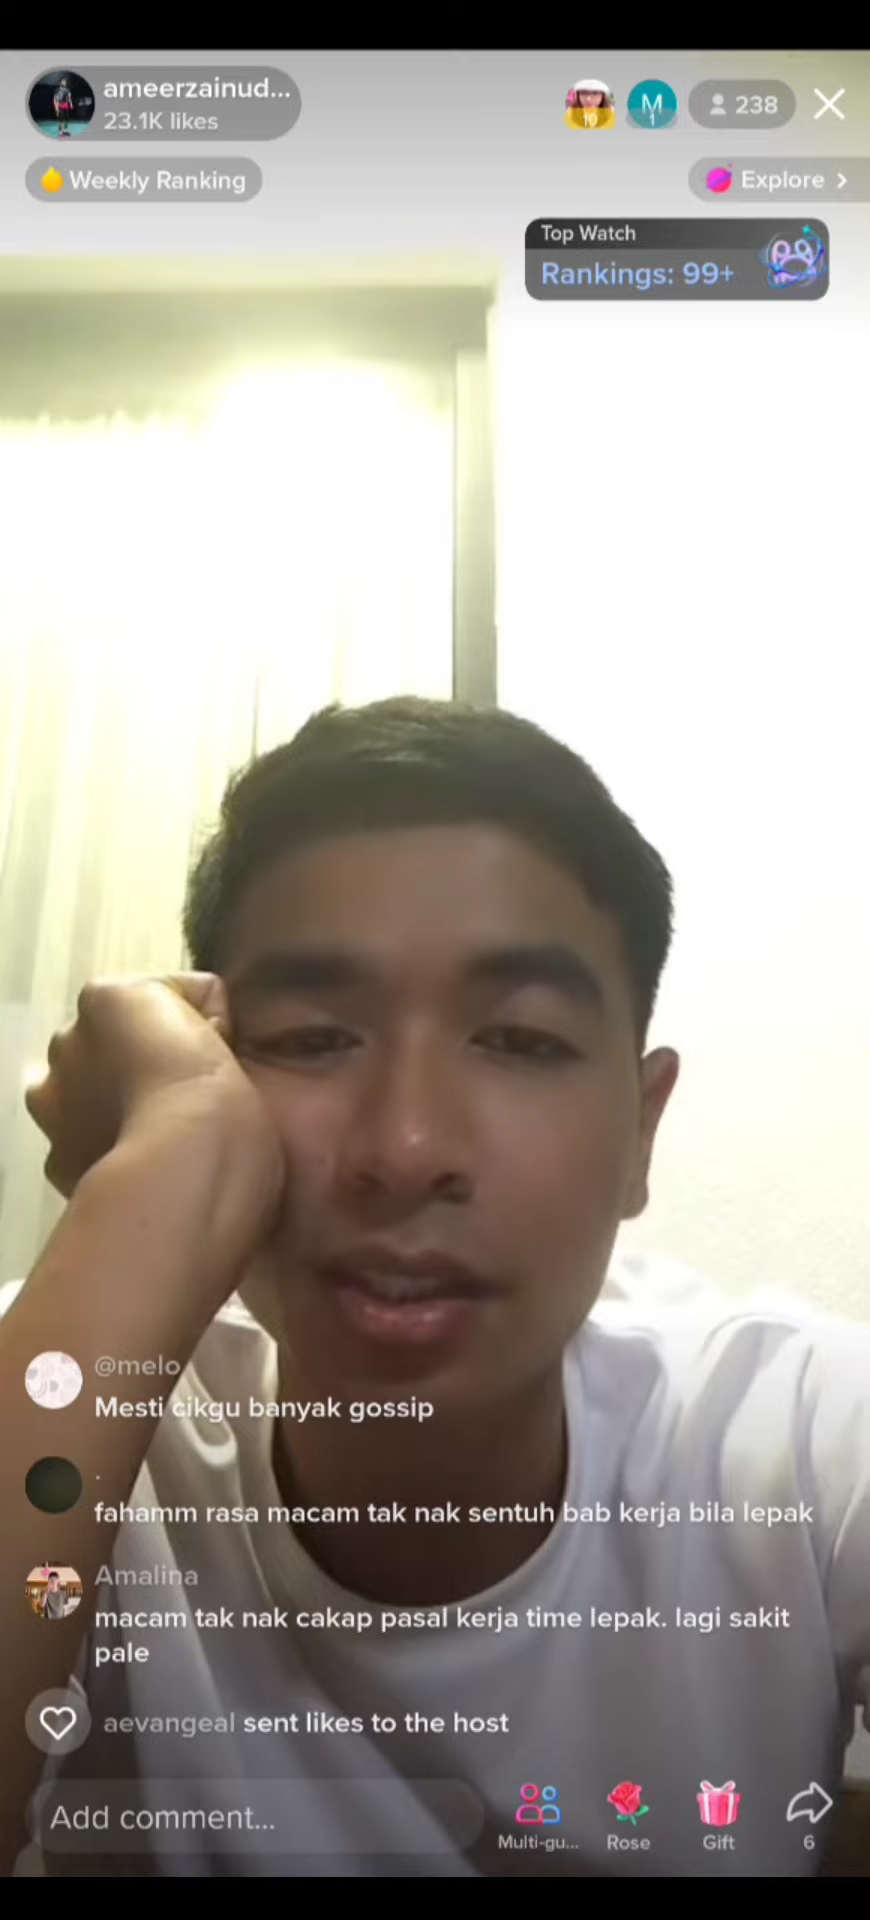 ameerzainud...
23.1K likes
10
M
1
238
Weekly Ranking
Explore >
Top Watch
Rankings: 99+
@melo
Mesti cikgu banyak gossip
.
fahamm rasa macam tak nak sentuh bab kerja bila lepak
Amalina
macam tak nak cakap pasal kerja time lepak. lagi sakit
pale
aevangeal sent likes to the host
Add comment...
Multi-gu...
Rose
Gift
6